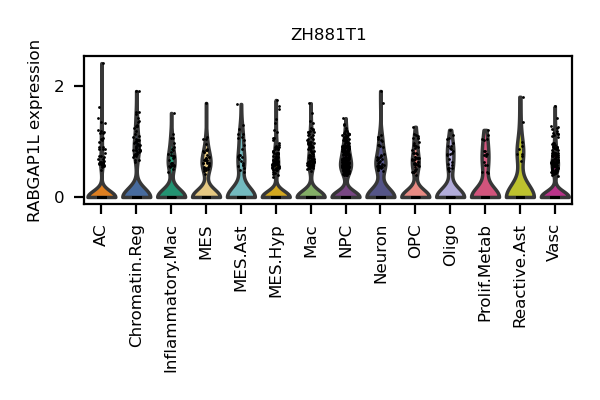 ZH881T1
RABGAP1L expression
2
0
AC
Chromatin.Reg
Inflammatory.Mac
MES
MES.Ast
MES.Hyp
Mac
NPC
Neuron
OPC
Oligo
Prolif.Metab
Reactive.Ast
Vasc